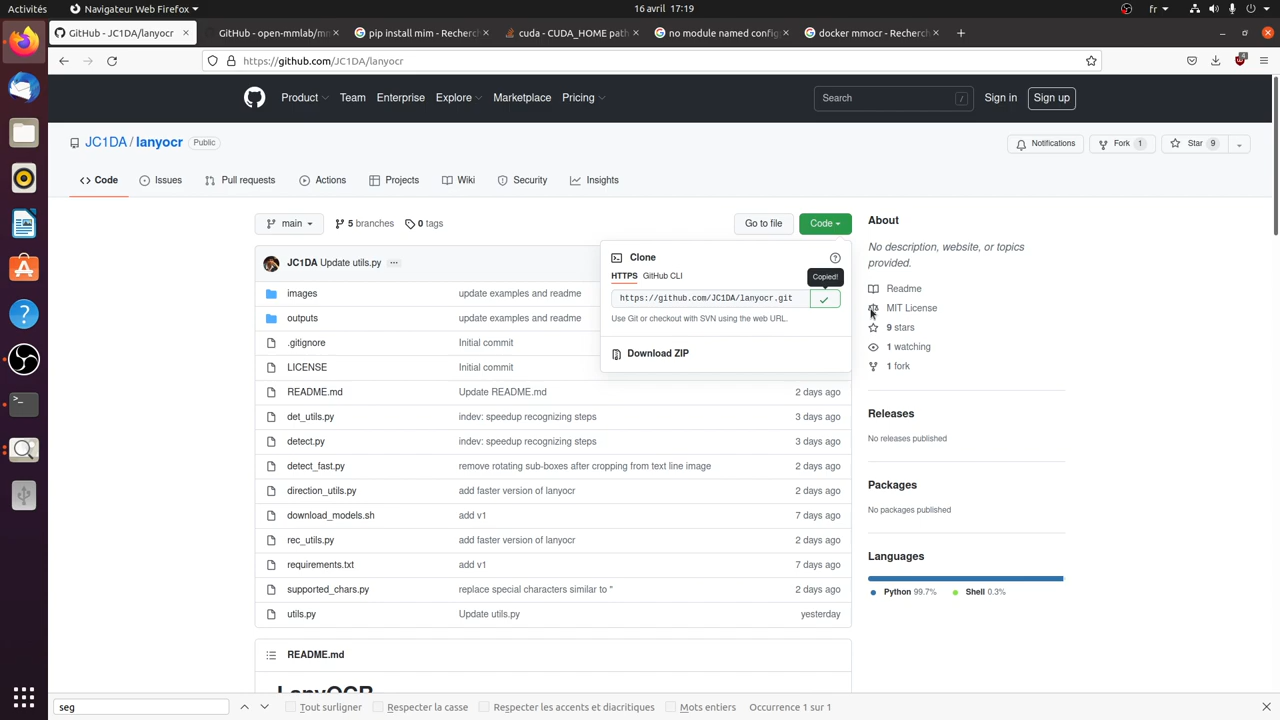 Activités
Navigateur Web Firefox
16 avril 17:19
fr
GitHub - JC1DA/lanyocr
GitHub - open-mmlab/mm
pip install mim - Recherch
cuda - CUDA_HOME path
no module named config
docker mmocr - Recherch
https://github.com/JC1DA/lanyocr
Product
Team
Enterprise
Explore
Marketplace
Pricing
Search
/
Sign in
Sign up
JC1DA / lanyocr
Public
Notifications
Fork 1
Star 9
Code
Issues
Pull requests
Actions
Projects
Wiki
Security
Insights
main
5 branches
0 tags
Go to file
Code
About
No description, website, or topics
provided.
Readme
MIT License
9 stars
1 watching
1 fork
Releases
No releases published
Packages
No packages published
Languages
Python 99.7%
Shell 0.3%
Clone
HTTPS
GitHub CLI
Copied!
https://github.com/JC1DA/lanyocr.git
Use Git or checkout with SVN using the web URL.
Download ZIP
JC1DA Update utils.py
images update examples and readme
outputs update examples and readme
.gitignore Initial commit
LICENSE Initial commit
README.md Update README.md 2 days ago
det_utils.py indev: speedup recognizing steps 3 days ago
detect.py indev: speedup recognizing steps 3 days ago
detect_fast.py remove rotating sub-boxes after cropping from text line image 2 days ago
direction_utils.py add faster version of lanyocr 2 days ago
download_models.sh add v1 7 days ago
rec_utils.py add faster version of lanyocr 2 days ago
requirements.txt add v1 7 days ago
supported_chars.py replace special characters similar to " 2 days ago
utils.py Update utils.py yesterday
README.md
LanyOCR
seg
Tout surligner
Respecter la casse
Respecter les accents et diacritiques
Mots entiers
Occurrence 1 sur 1